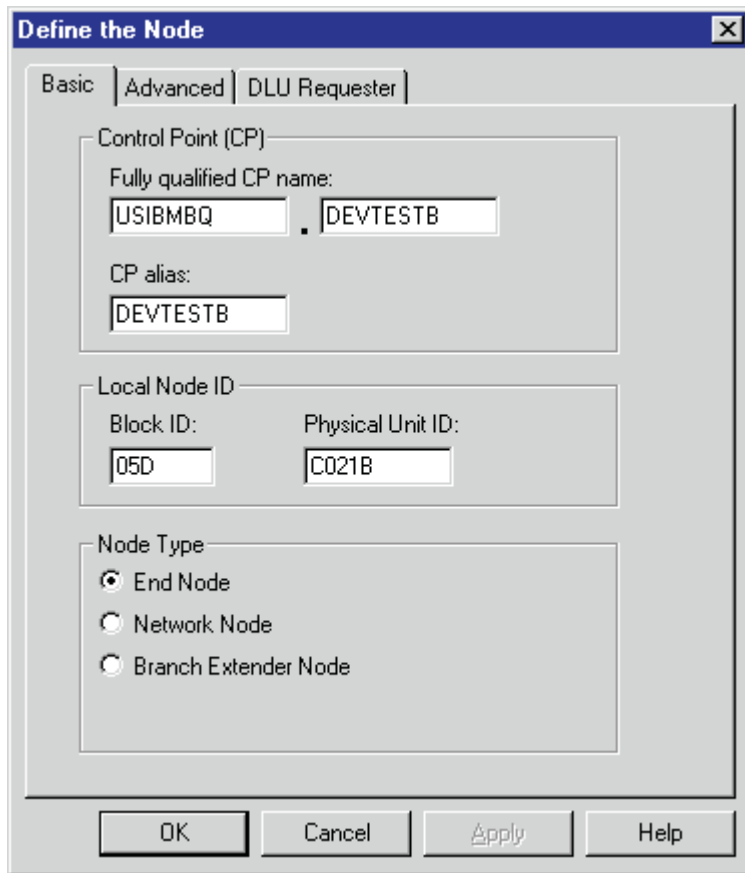 Define the Node
Basic Advanced DLU Requester
Control Point (CP)
Fully qualified CP name:
USIBMBQ . DEVTESTB
CP alias:
DEVTESTB
Local Node ID
Block ID: Physical Unit ID:
05D C021B
Node Type
End Node
Network Node
Branch Extender Node
OK Cancel Apply Help